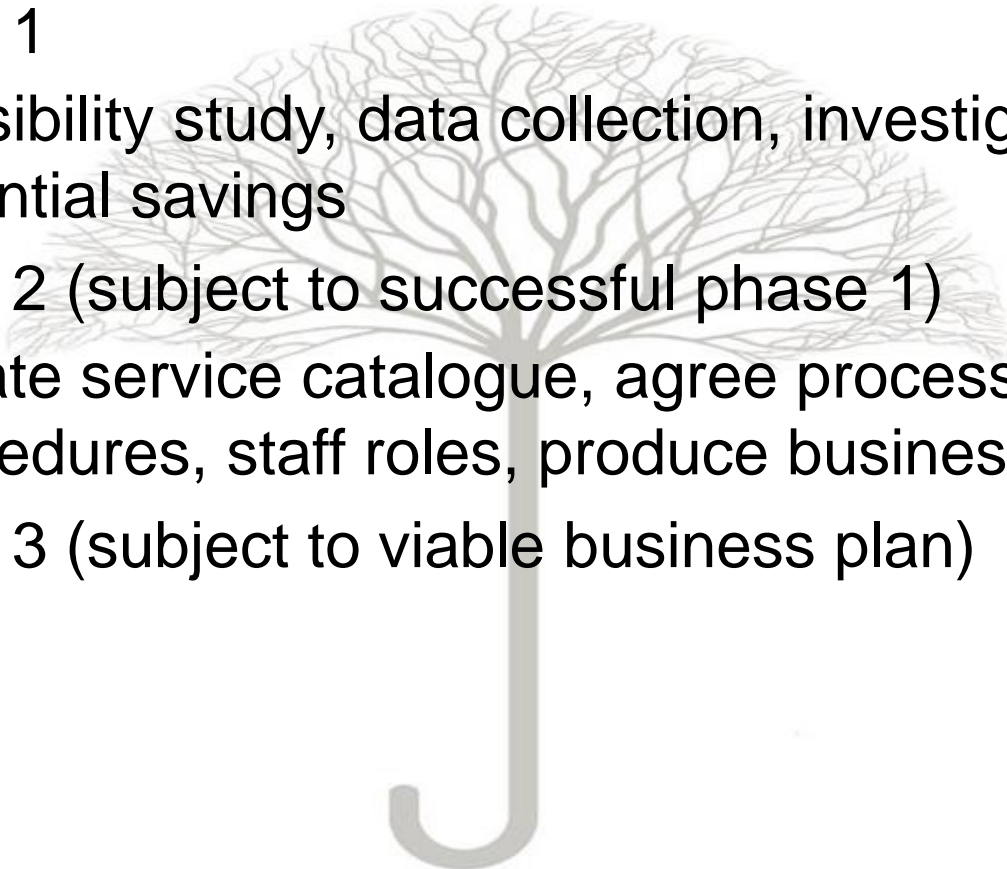 1
sibility study, data collection, investig
ntial savings
2 (subject to successful phase 1)
ate service catalogue, agree process
edures, staff roles, produce busines
3 (subject to viable business plan)